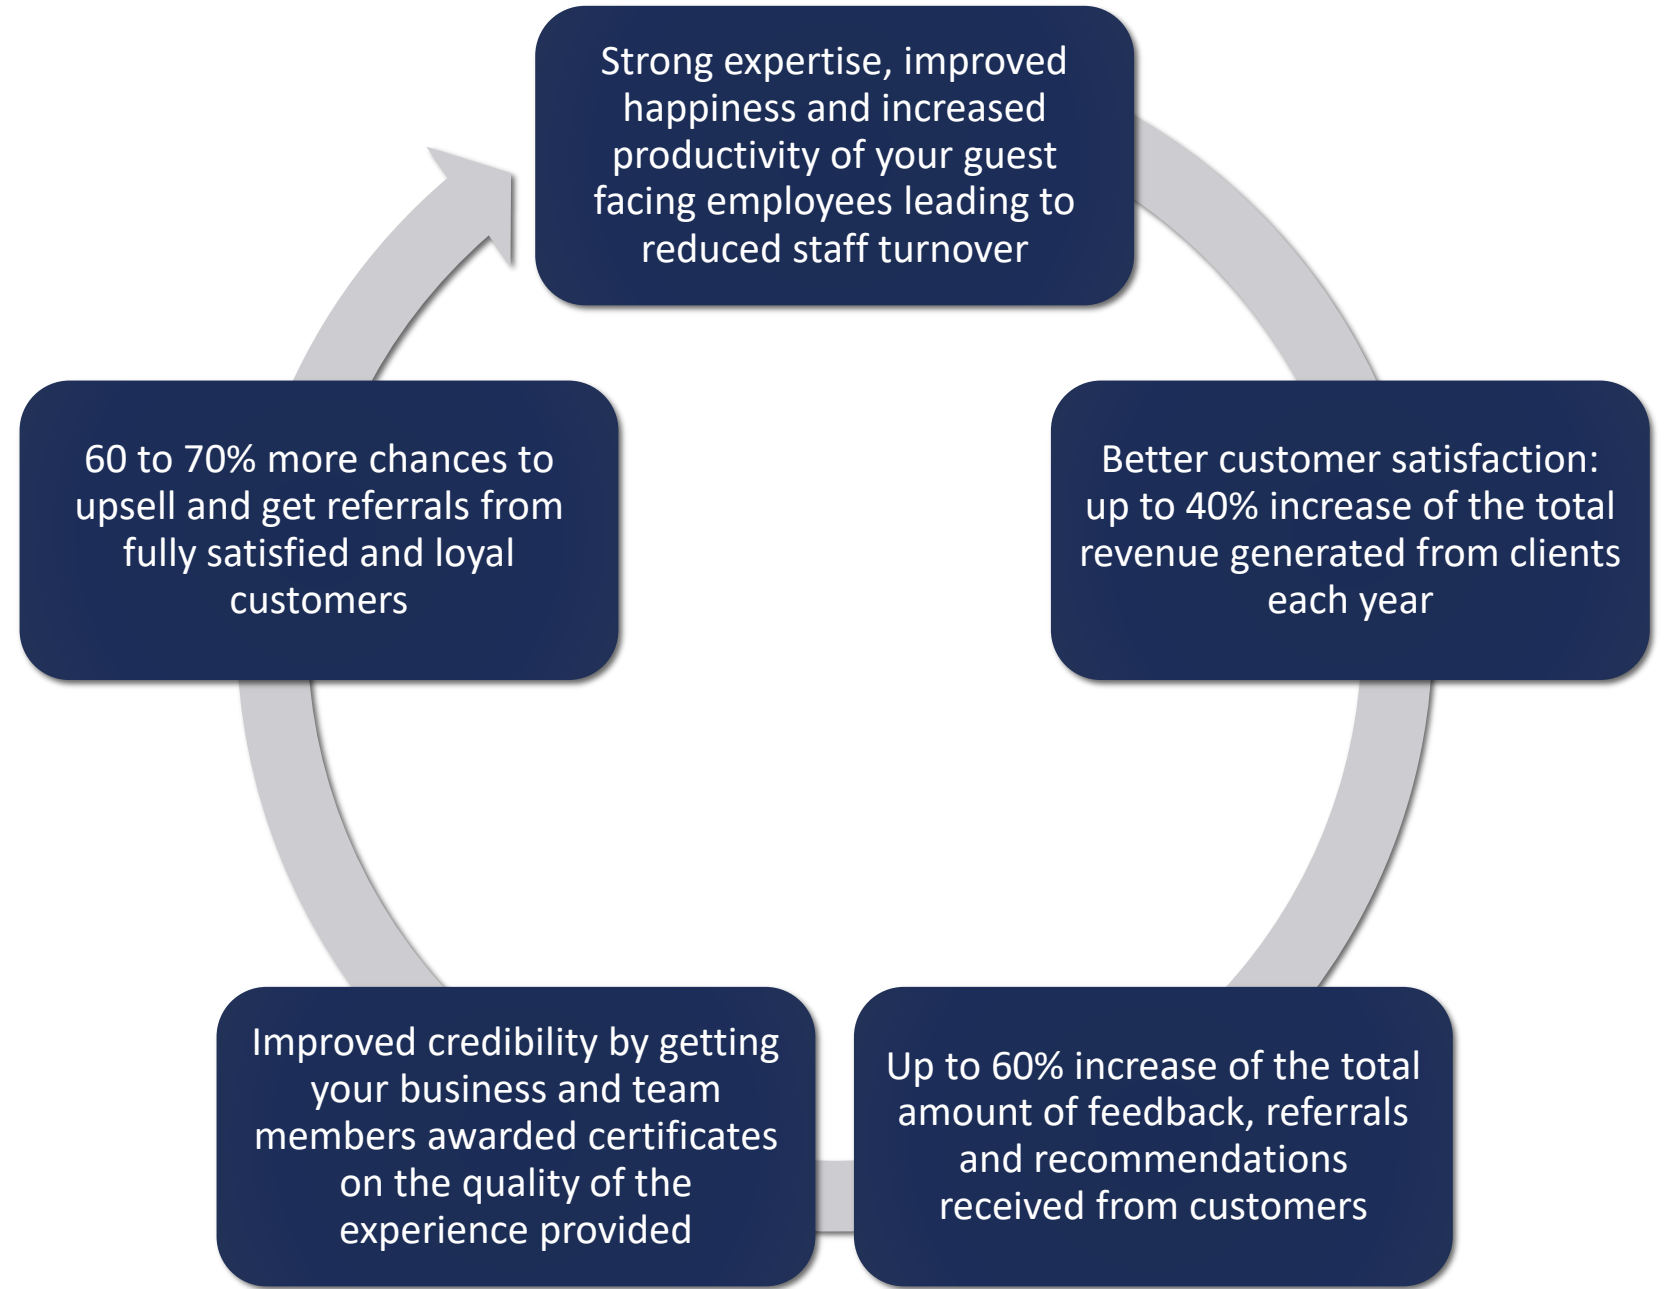 Strong expertise, improved
happiness and increased
productivity of your guest
facing employees leading to
reduced staff turnover
Better customer satisfaction:
up to 40% increase of the total
revenue generated from clients
each year
Up to 60% increase of the total
amount of feedback, referrals
and recommendations
received from customers
Improved credibility by getting
your business and team
members awarded certificates
on the quality of the
experience provided
60 to 70% more chances to
upsell and get referrals from
fully satisfied and loyal
customers